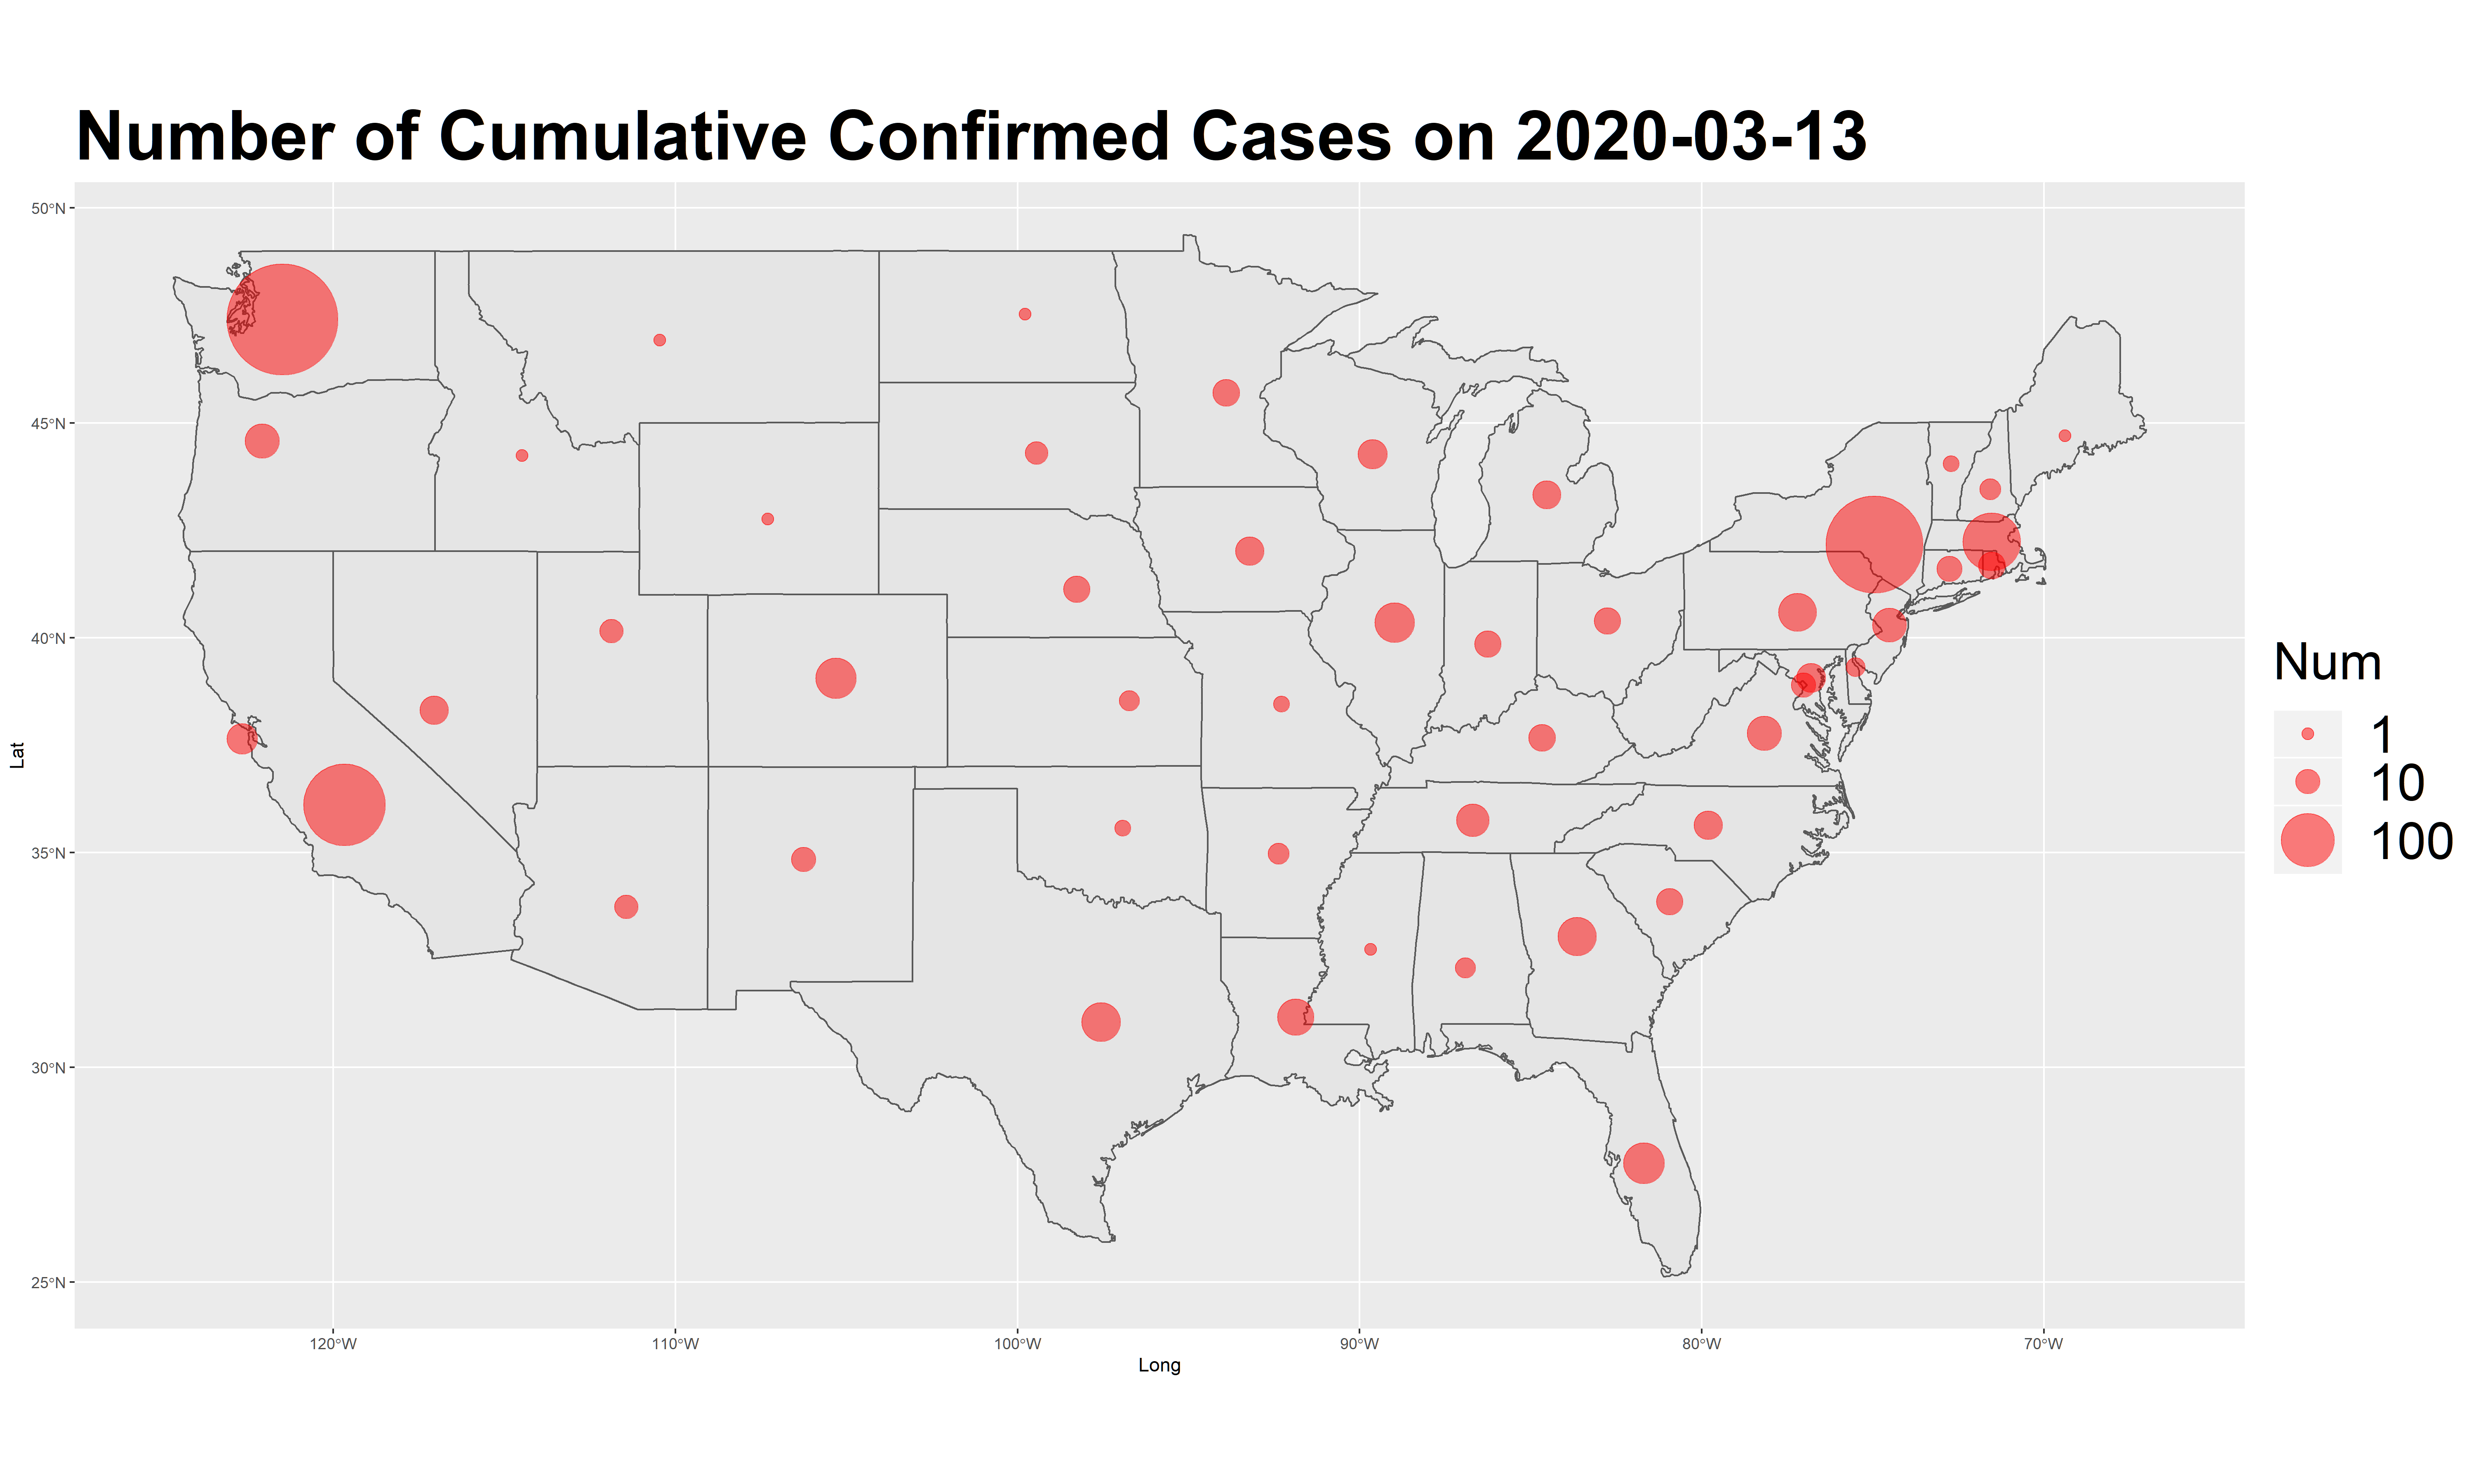 Number of Cumulative Confirmed Cases on 2020-03-13
50°N
45°N
40°N
35°N
30°N
25°N
Lat
120°W
110°W
100°W
90°W
80°W
70°W
Long
Num
1
10
100